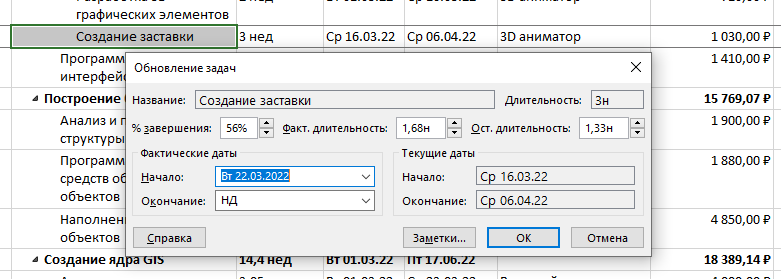 графических элементов
Создание заставки 3 нед Ср 16.03.22 Ср 06.04.22 3D аниматор 1 030,00 ₽
Програм 1 410,00 ₽
интерфей
Обновление задач
Название: Создание заставки Длительность: 3н
Построение 15 769,07 ₽
% завершения: 56% Факт. длительность: 1,68н Ост. длительность: 1,33н
Анализ и п 1 900,00 ₽
структуры
Фактические даты Текущие даты
Програм 1 880,00 ₽
Начало: Вт 22.03.2022 Начало: Ср 16.03.22
средств об
объектов
Окончание: НД Окончание: Ср 06.04.22
Наполнен 4 850,00 ₽
объектов
Справка Заметки... ОК Отмена
Создание ядра GIS 14,4 нед Вт 01.03.22 Пт 17.06.22 18 389,14 ₽